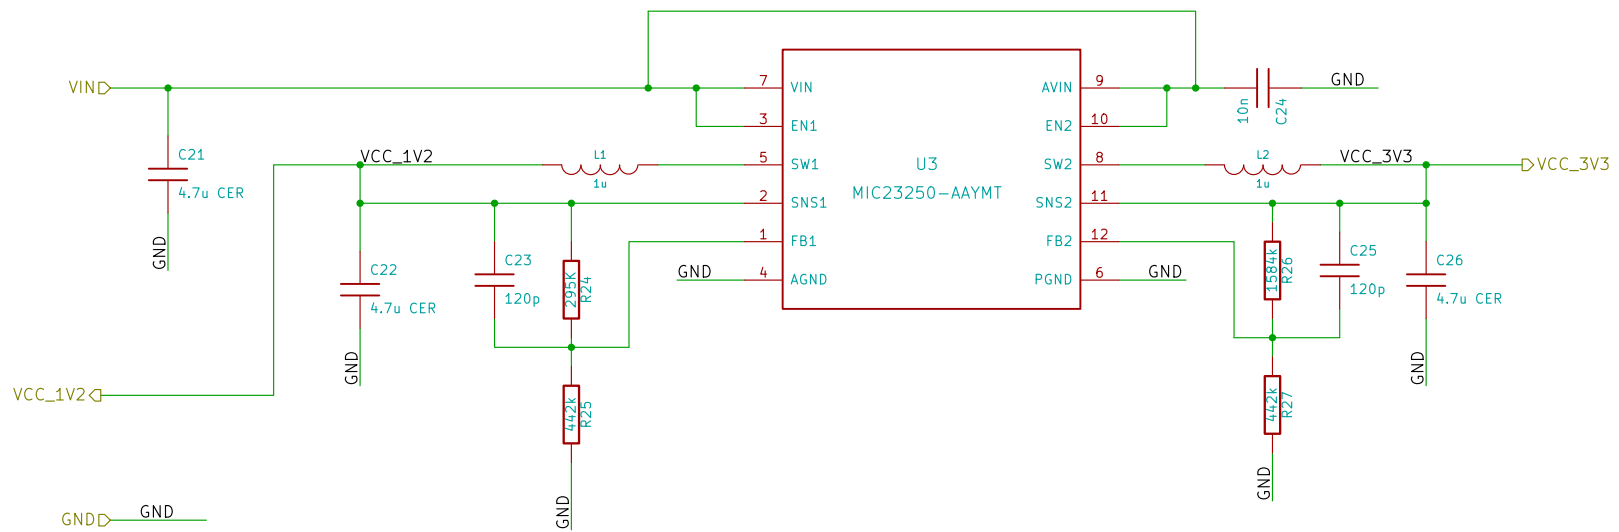 VIN
C21
4.7u CER
GND
VCC_1V2
L1
1u
C22
4.7u CER
GND
C23
120p
295K
R24
442k
R25
GND
VCC_1V2
GND
GND
GND
7
VIN
3
EN1
5
SW1
2
SNS1
1
FB1
4
AGND
U3
MIC23250-AAYMT
AVIN
9
EN2
10
SW2
8
SNS2
11
FB2
12
PGND
6
GND
10n
C24
GND
L2
1u
VCC_3V3
VCC_3V3
1584k
R26
C25
120p
C26
4.7u CER
GND
442k
R27
GND